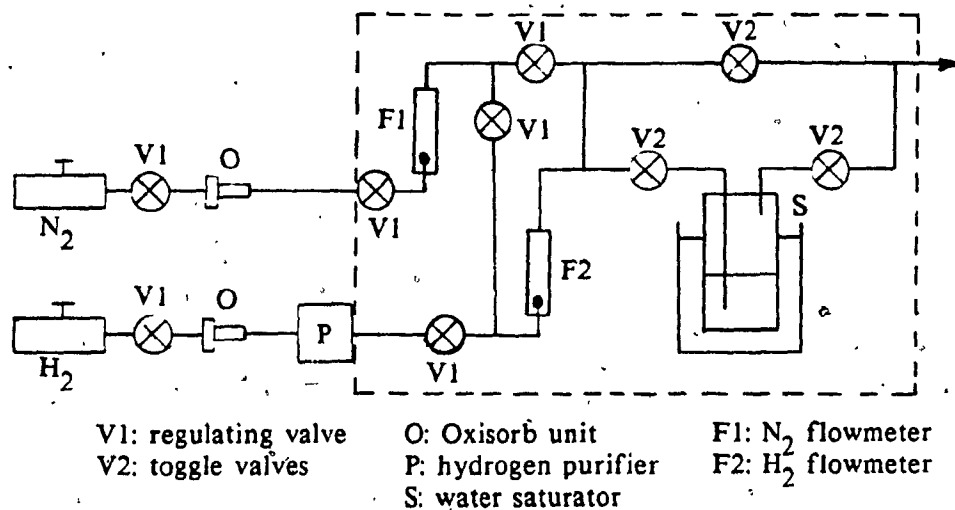 V1 V2
F1
V1
V1 O V2 V2
N₂ V1 S
F2
V1 O
P
H₂ V1
V1: regulating valve O: Oxisorb unit F1: N₂ flowmeter
V2: toggle valves P: hydrogen purifier F2: H₂ flowmeter
S: water saturator